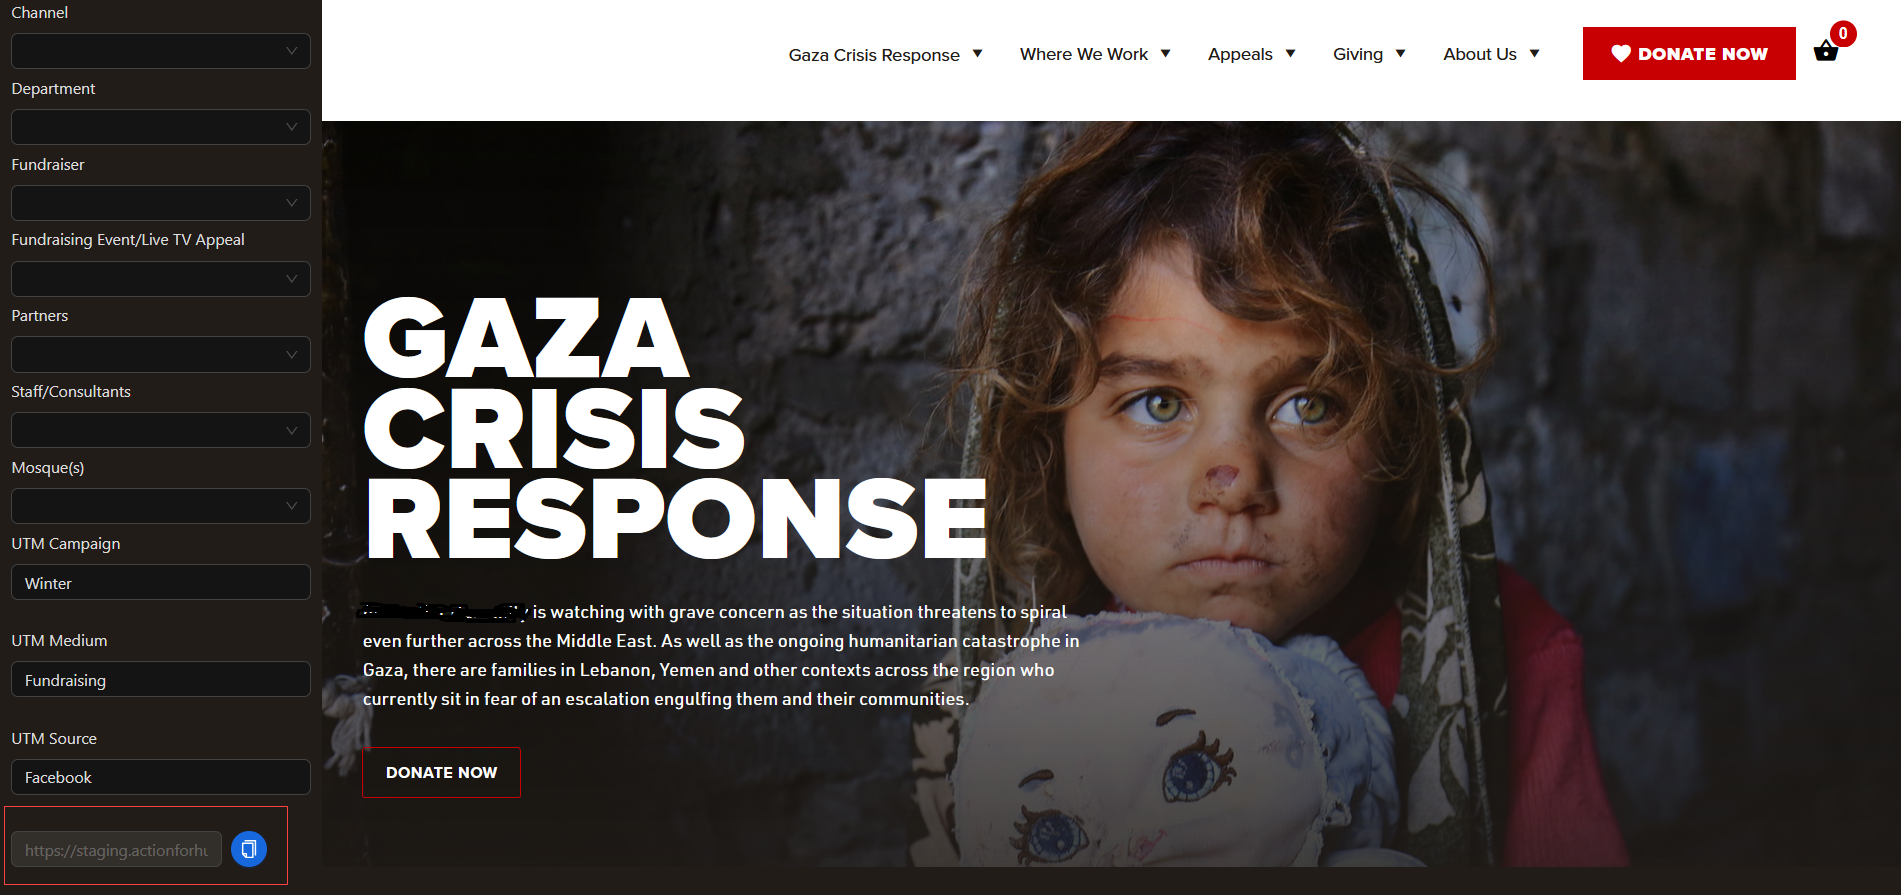 Channel
Department
Fundraiser
Fundraising Event/Live TV Appeal
Partners
Staff/Consultants
Mosque(s)
UTM Campaign
Winter
UTM Medium
Fundraising
UTM Source
Facebook
https://staging.actionforhu
Gaza Crisis Response
Where We Work
Appeals
Giving
About Us
DONATE NOW
0
GAZA
CRISIS
RESPONSE
is watching with grave concern as the situation threatens to spiral
even further across the Middle East. As well as the ongoing humanitarian catastrophe in
Gaza, there are families in Lebanon, Yemen and other contexts across the region who
currently sit in fear of an escalation engulfing them and their communities.
DONATE NOW